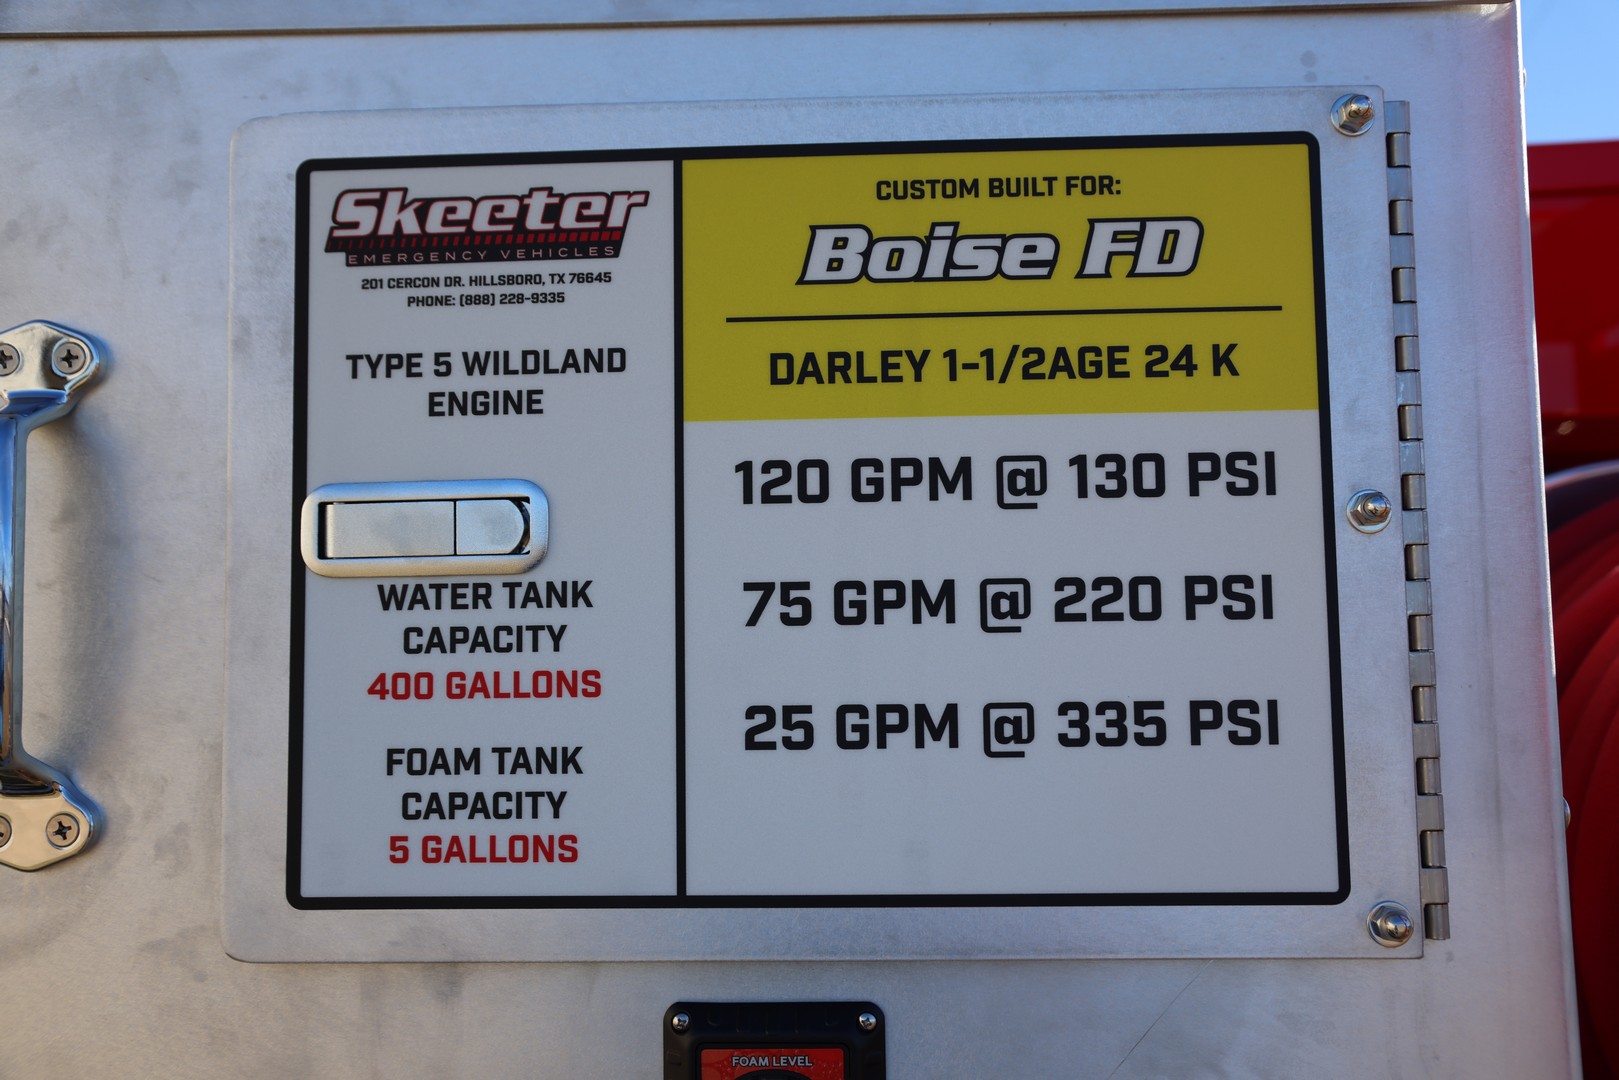 Skeeter
EMERGENCY VEHICLES
201 CERCON DR. HILLSBORO, TX 76645
PHONE: (888) 228-9335
TYPE 5 WILDLAND
ENGINE
WATER TANK
CAPACITY
400 GALLONS
FOAM TANK
CAPACITY
5 GALLONS
CUSTOM BUILT FOR:
Boise FD
DARLEY 1-1/2AGE 24 K
120 GPM @ 130 PSI
75 GPM @ 220 PSI
25 GPM @ 335 PSI
FOAM LEVEL